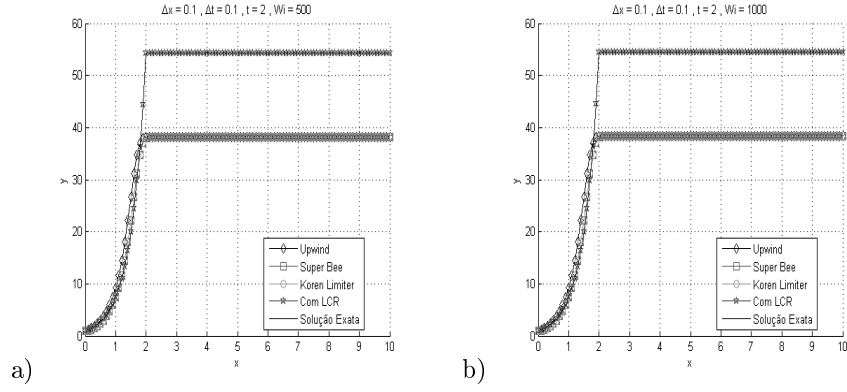 Δx = 0.1 , Δt = 0.1 , t = 2 , Wi = 500
60
50
40
30
20
10
0
y
0 1 2 3 4 5 6 7 8 9 10
x
Upwind
Super Bee
Koren Limiter
Com LCR
Solução Exata
a)
Δx = 0.1 , Δt = 0.1 , t = 2 , Wi = 1000
60
50
40
30
20
10
0
y
0 1 2 3 4 5 6 7 8 9 10
x
Upwind
Super Bee
Koren Limiter
Com LCR
Solução Exata
b)